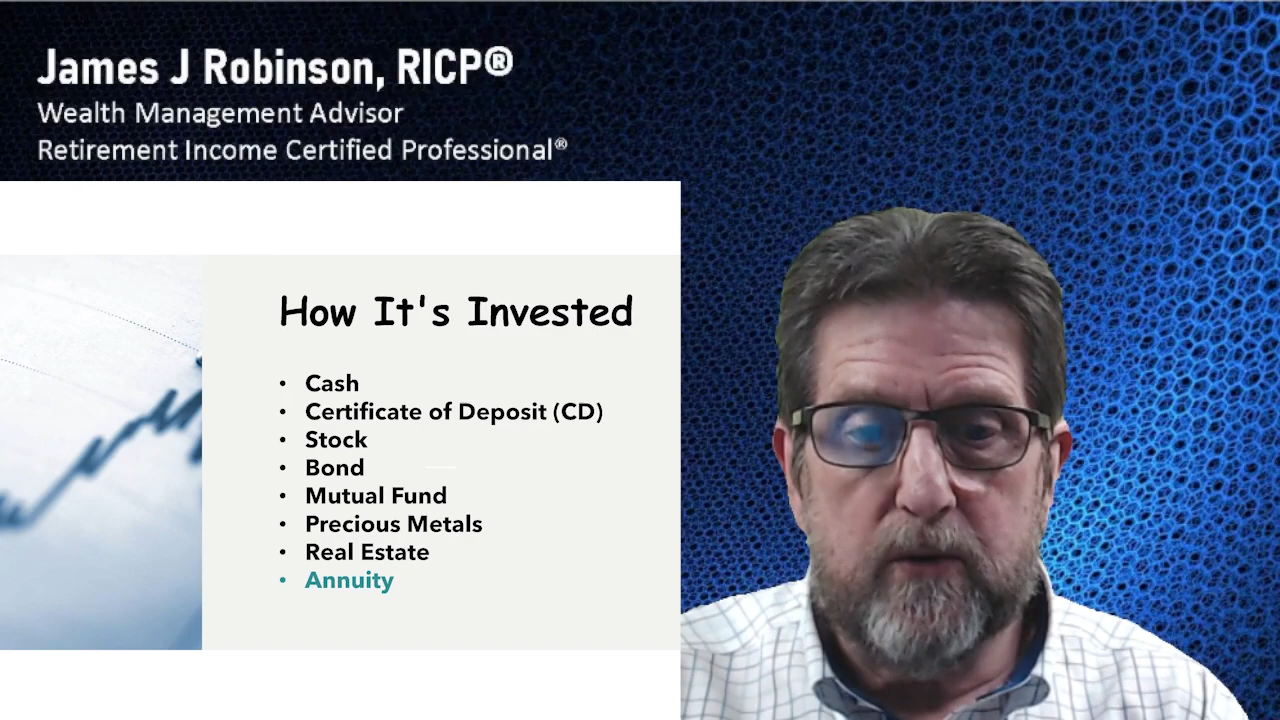 James J Robinson, RICP®
Wealth Management Advisor
Retirement Income Certified Professional®
How It's Invested
• Cash
• Certificate of Deposit (CD)
• Stock
• Bond
• Mutual Fund
• Precious Metals
• Real Estate
• Annuity